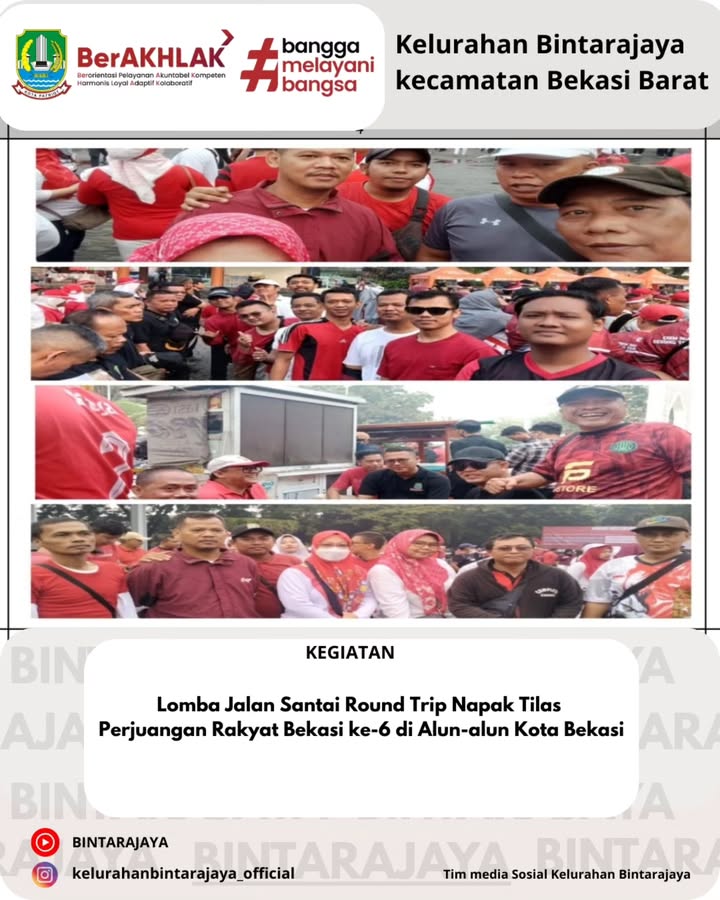 BerAKHLAK
Berorientasi Pelayanan Akuntabel Kompeten
Harmonis Loyal Adaptif Kolaboratif
#bangga
melayani
bangsa
Kelurahan Bintarajaya
kecamatan Bekasi Barat
STORE
KEGIATAN
Lomba Jalan Santai Round Trip Napak Tilas
Perjuangan Rakyat Bekasi ke-6 di Alun-alun Kota Bekasi
BINTARAJAYA
kelurahanbintarajaya_official
BINTARAJAYA
Tim media Sosial Kelurahan Bintarajaya